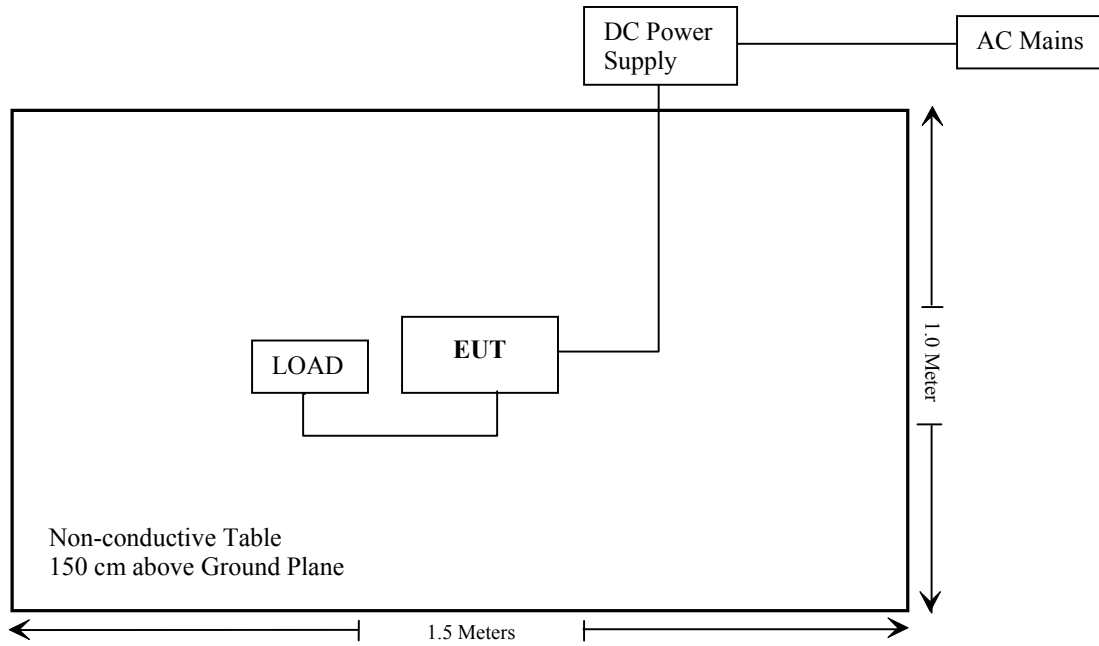 DC Power
Supply
AC Mains
EUT
LOAD
1.0 Meter
Non-conductive Table
150 cm above Ground Plane
1.5 Meters